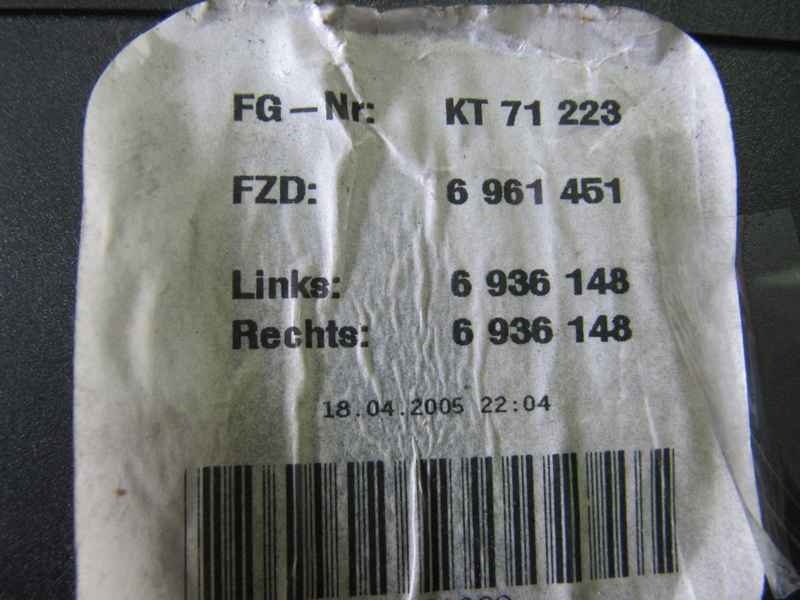 FG-Nr: KT 71 223
FZD: 6 961 451
Links: 6 936 148
Rechts: 6 936 148
18.04.2005 22:04